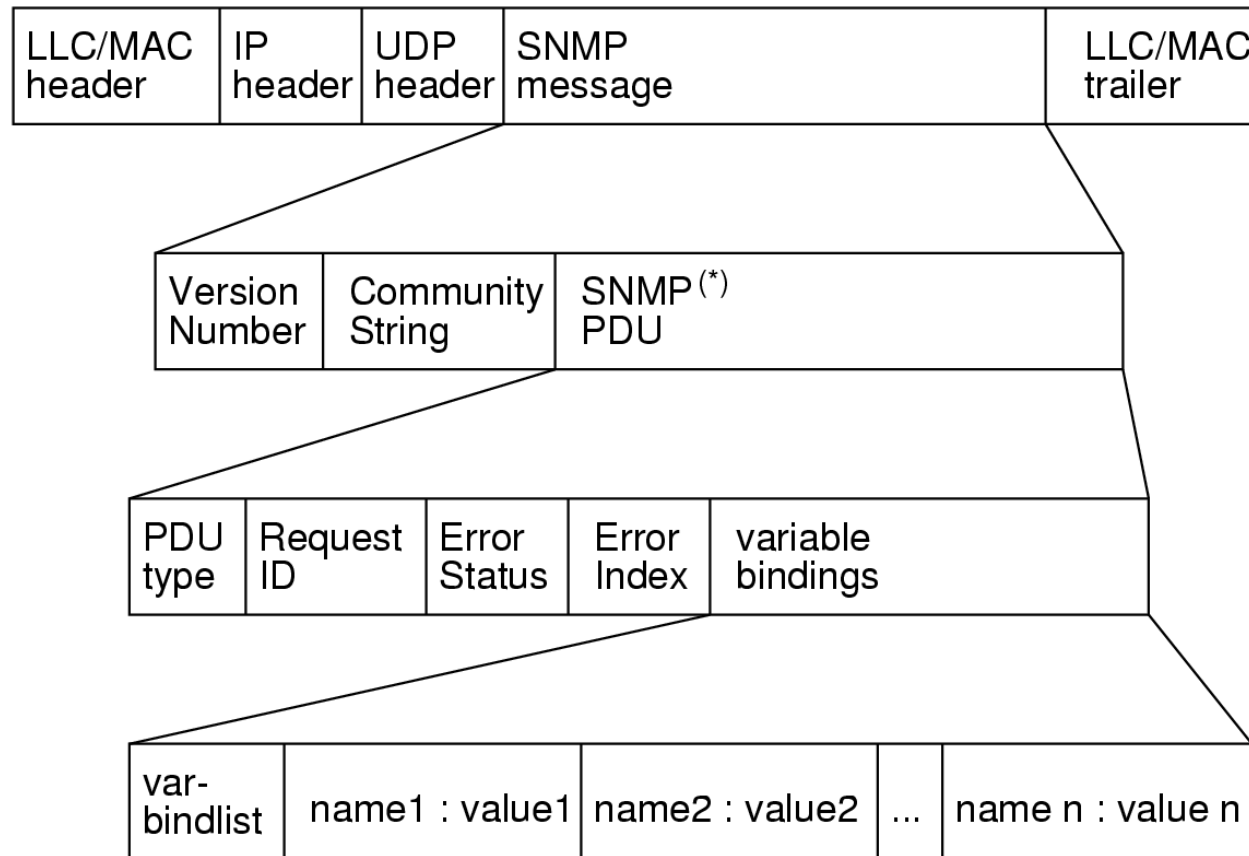 LLC/MAC header
IP header
UDP header
SNMP message
LLC/MAC trailer
Version Number
Community String
SNMP(*) PDU
PDU type
Request ID
Error Status
Error Index
variable bindings
var-bindlist
name1 : value1
name2 : value2
...
name n : value n